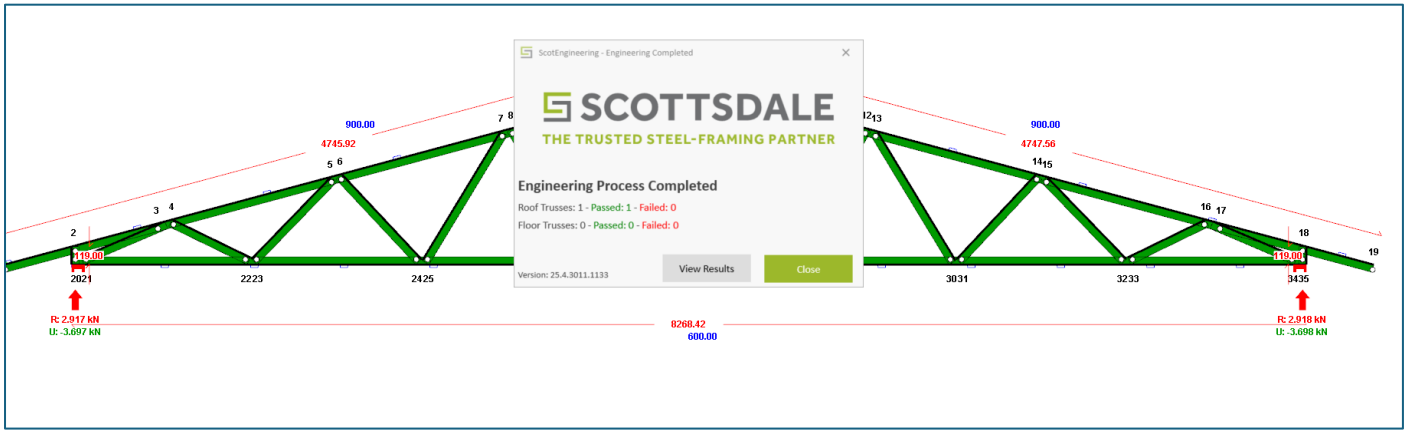 ScotEngineering - Engineering Completed
SCOTTSDALE
THE TRUSTED STEEL-FRAMING PARTNER
Engineering Process Completed
Roof Trusses: 1 - Passed: 1 - Failed: 0
Floor Trusses: 0 - Passed: 0 - Failed: 0
Version: 25.4.3011.1133
View Results
Close
900.00
4745.92
900.00
4747.56
2
3
4
5 6
7 8
12 13
14 15
16 17
18
19
119.00
119.00
2021
2223
2425
3031
3233
3435
R: 2.917 kN
U: -3.697 kN
8268.42
600.00
R: 2.918 kN
U: -3.698 kN